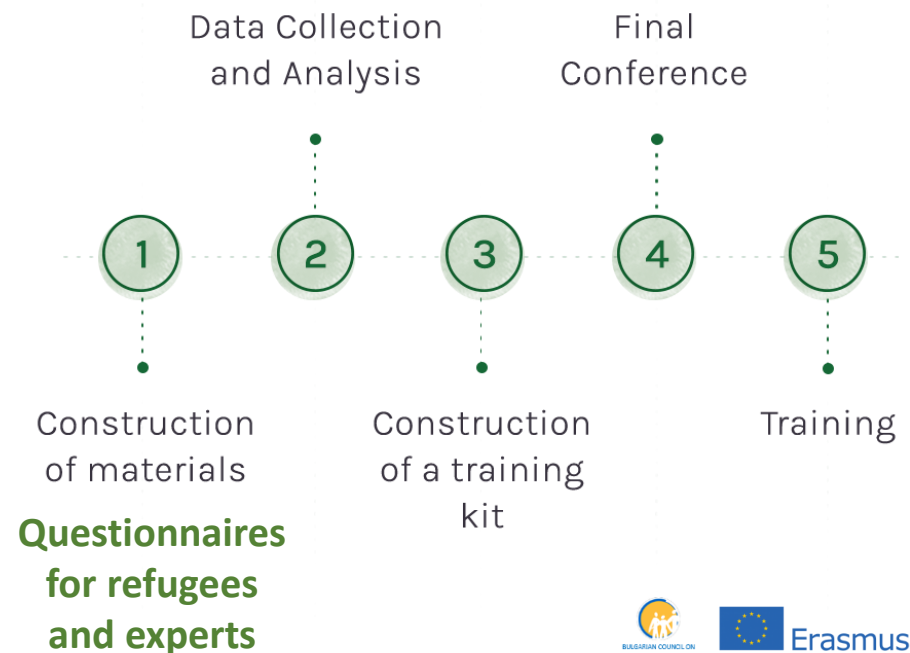 Data Collection
and Analysis
Final
Conference
1
2
3
4
5
Construction
of materials
Questionnaires
for refugees
and experts
Construction
of a training
kit
Training
BULGARIAN COUNCIL ON
Erasmus